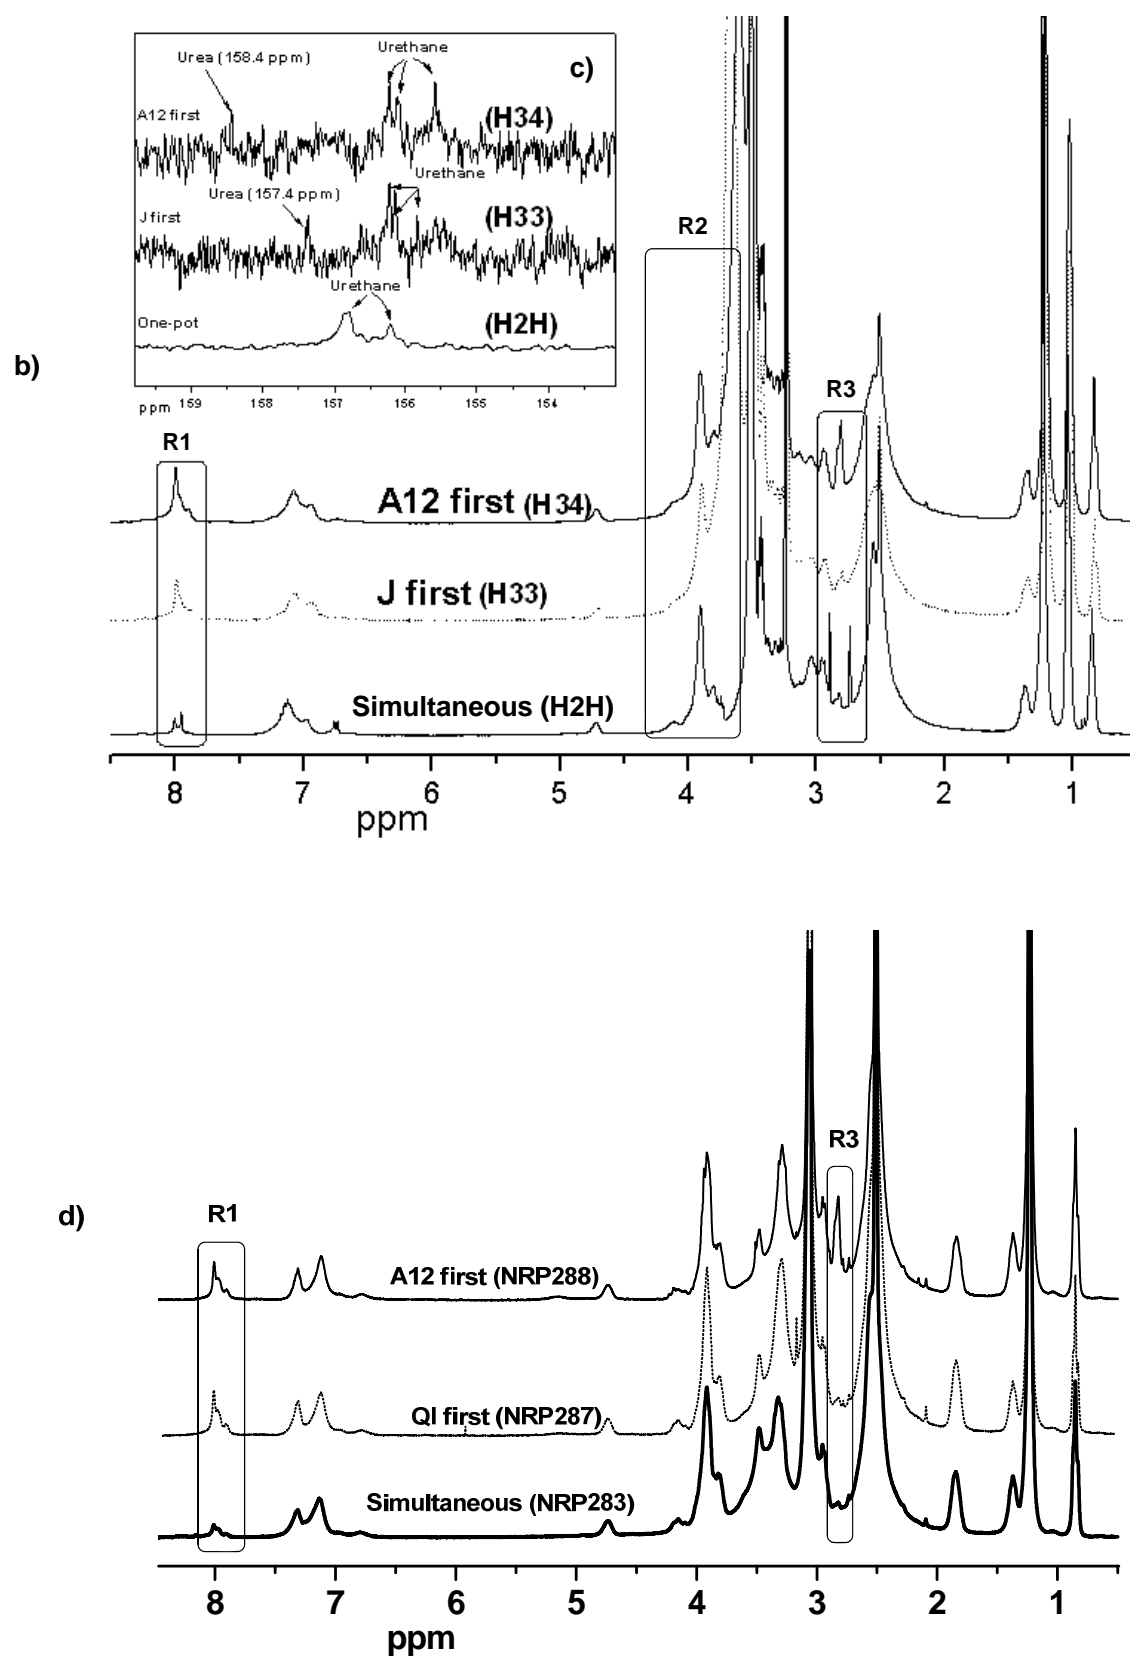 c)
Urethane
Urea (158.4 ppm)
A12 first
(H34)
Urethane
Urea (157.4 ppm)
J first
(H33)
Urethane
One-pot
(H2H)
ppm 159 158 157 156 155 154
b)
R1
R2
R3
A12 first (H34)
J first (H33)
Simultaneous (H2H)
8 7 6 5 4 3 2 1
ppm
d)
R1
R3
A12 first (NRP288)
QI first (NRP287)
Simultaneous (NRP283)
8 7 6 5 4 3 2 1
ppm